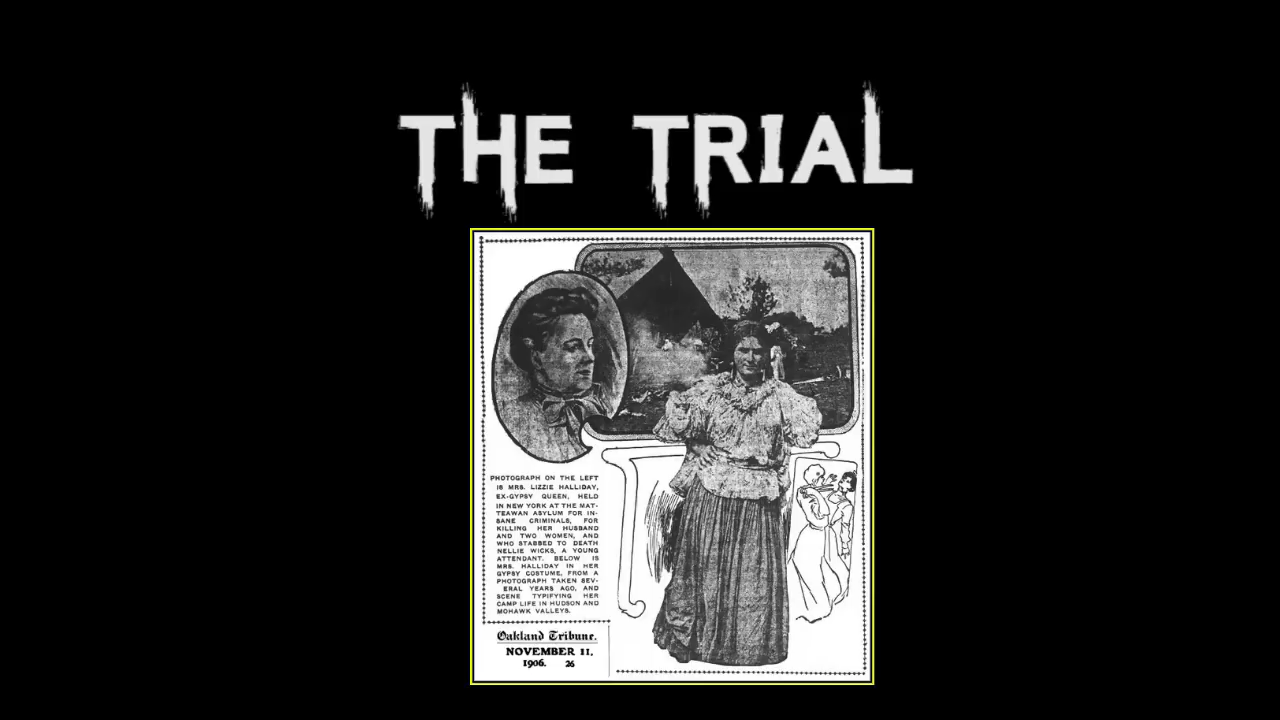 THE TRIAL
PHOTOGRAPH ON THE LEFT
IS MRS. LIZZIE HALLIDAY,
EX-GYPSY QUEEN, HELD
IN NEW YORK AT THE MAT-
TEAWAN ASYLUM FOR IN-
SANE CRIMINALS, FOR
KILLING HER HUSBAND
AND TWO WOMEN, AND
WHO STABBED TO DEATH
NELLIE WICKS, A YOUNG
ATTENDANT. BELOW IS
MRS. HALLIDAY IN HER
GYPSY COSTUME, FROM A
PHOTOGRAPH TAKEN SEV-
ERAL YEARS AGO, AND
SCENE TYPIFYING HER
CAMP LIFE IN HUDSON AND
MOHAWK VALLEYS.
Oakland Tribune.
NOVEMBER 11,
1906. 26